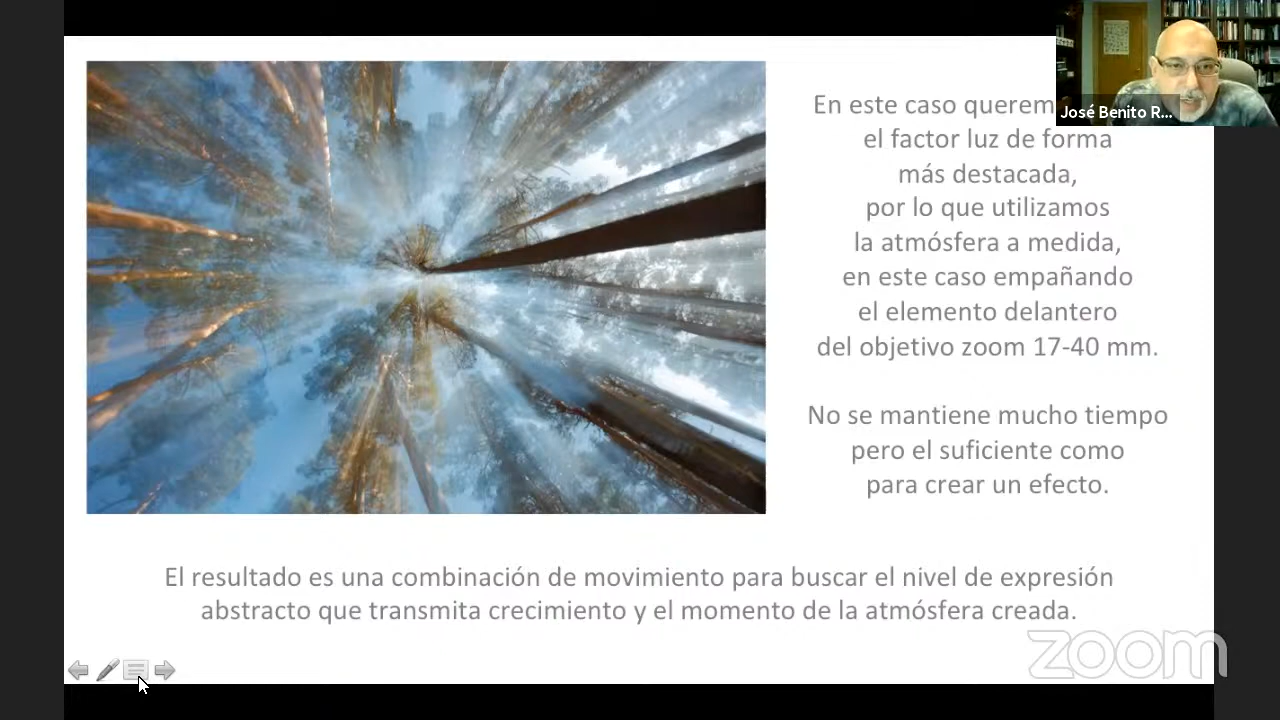 En este caso querem
José Benito R...
el factor luz de forma
más destacada,
por lo que utilizamos
la atmósfera a medida,
en este caso empañando
el elemento delantero
del objetivo zoom 17-40 mm.
No se mantiene mucho tiempo
pero el suficiente como
para crear un efecto.
El resultado es una combinación de movimiento para buscar el nivel de expresión
abstracto que transmita crecimiento y el momento de la atmósfera creada.
zoom